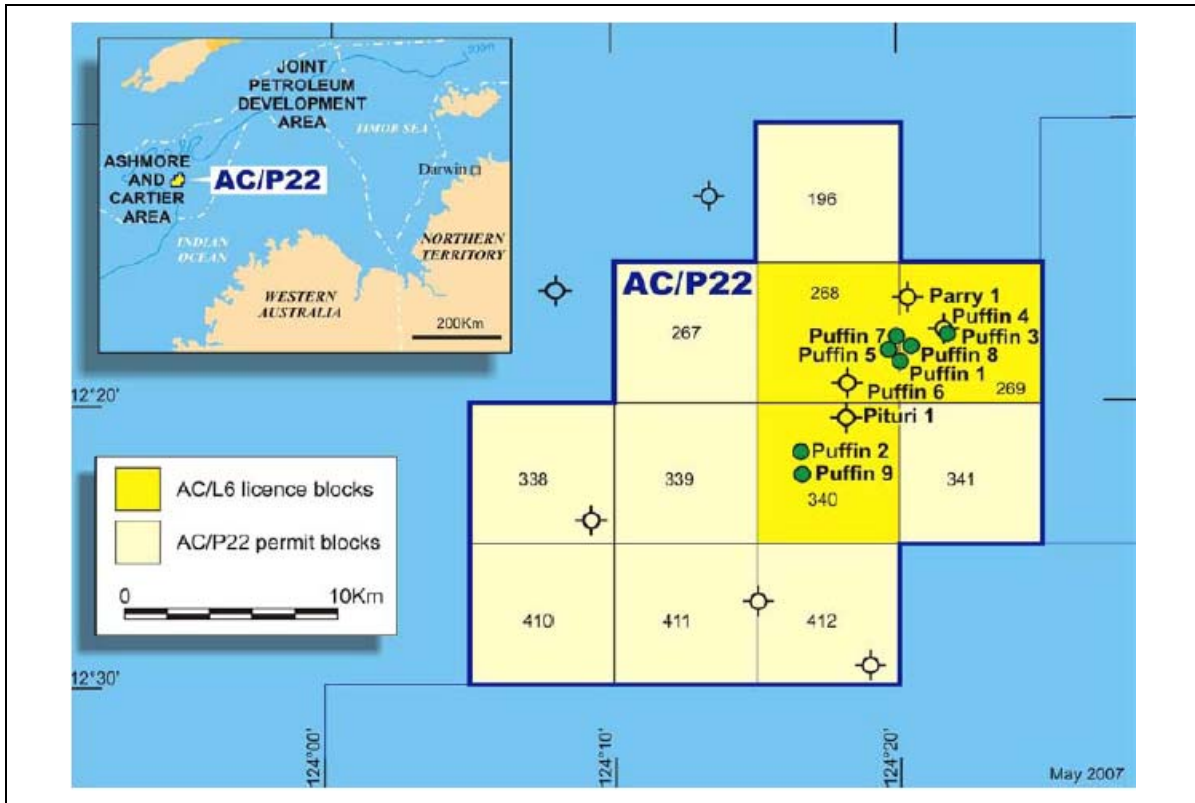 JOINT
PETROLEUM
DEVELOPMENT
AREA
TIMOR SEA
ASHMORE
AND
CARTIER
AREA
AC/P22
Darwin
INDIAN
OCEAN
NORTHERN
TERRITORY
WESTERN
AUSTRALIA
200Km
196
AC/P22
267
268
Parry 1
Puffin 4
Puffin 7
Puffin 3
Puffin 5
Puffin 8
Puffin 1
269
Puffin 6
12°20'
Pituri 1
Puffin 2
Puffin 9
338
339
340
341
AC/L6 licence blocks
AC/P22 permit blocks
0 10Km
410
411
412
12°30'
124°00'
124°10'
124°20'
May 2007